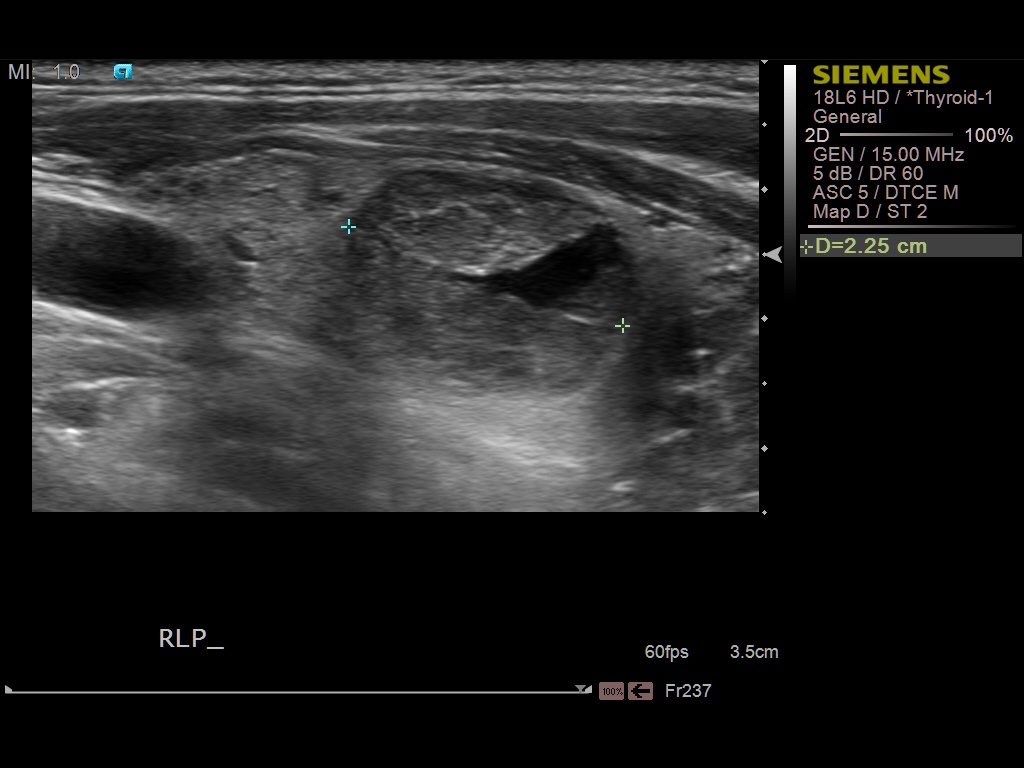 MI: 1.0
SIEMENS
18L6 HD / *Thyroid-1
General
2D 100%
GEN / 15.00 MHz
5 dB / DR 60
ASC 5 / DTCE M
Map D / ST 2
D=2.25 cm
RLP_
60fps 3.5cm
100% Fr237